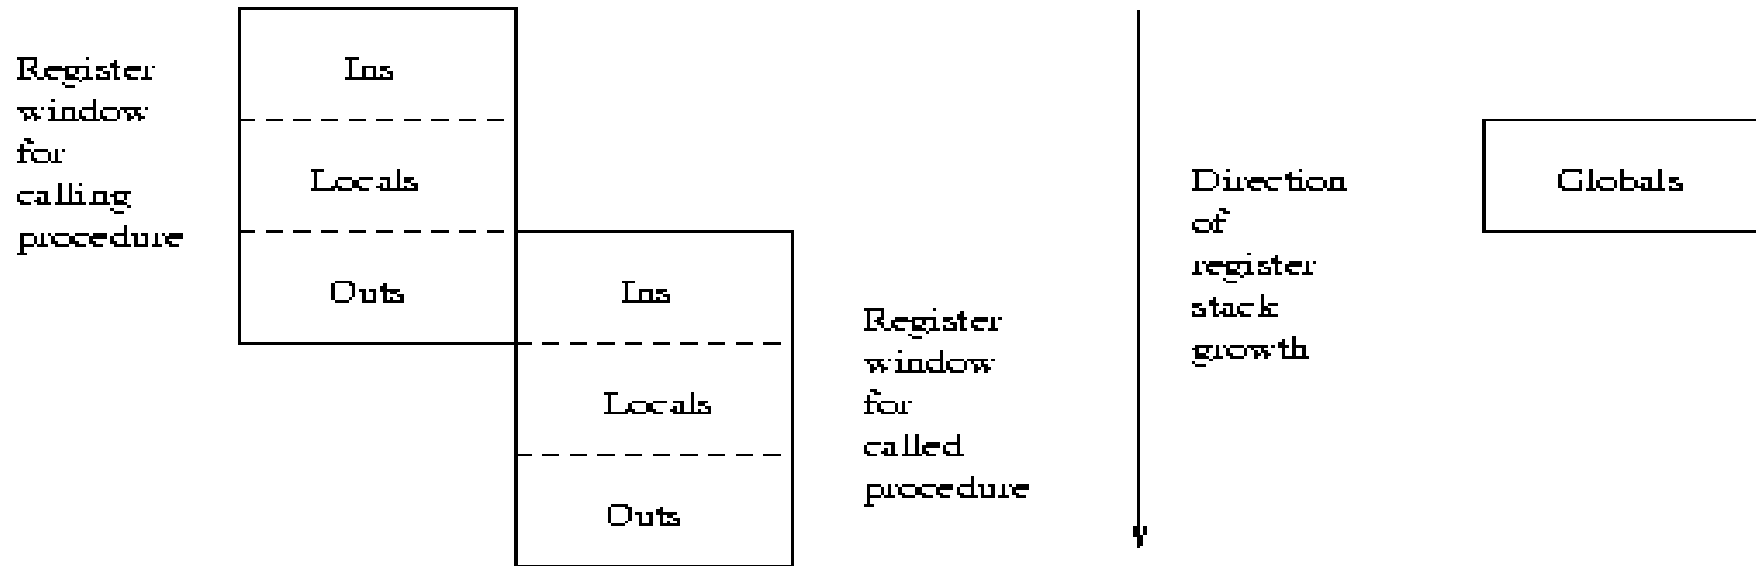 Register
window
for
calling
procedure
Ins
Locals
Outs
Ins
Locals
Outs
Register
window
for
called
procedure
Direction
of
register
stack
growth
Globals